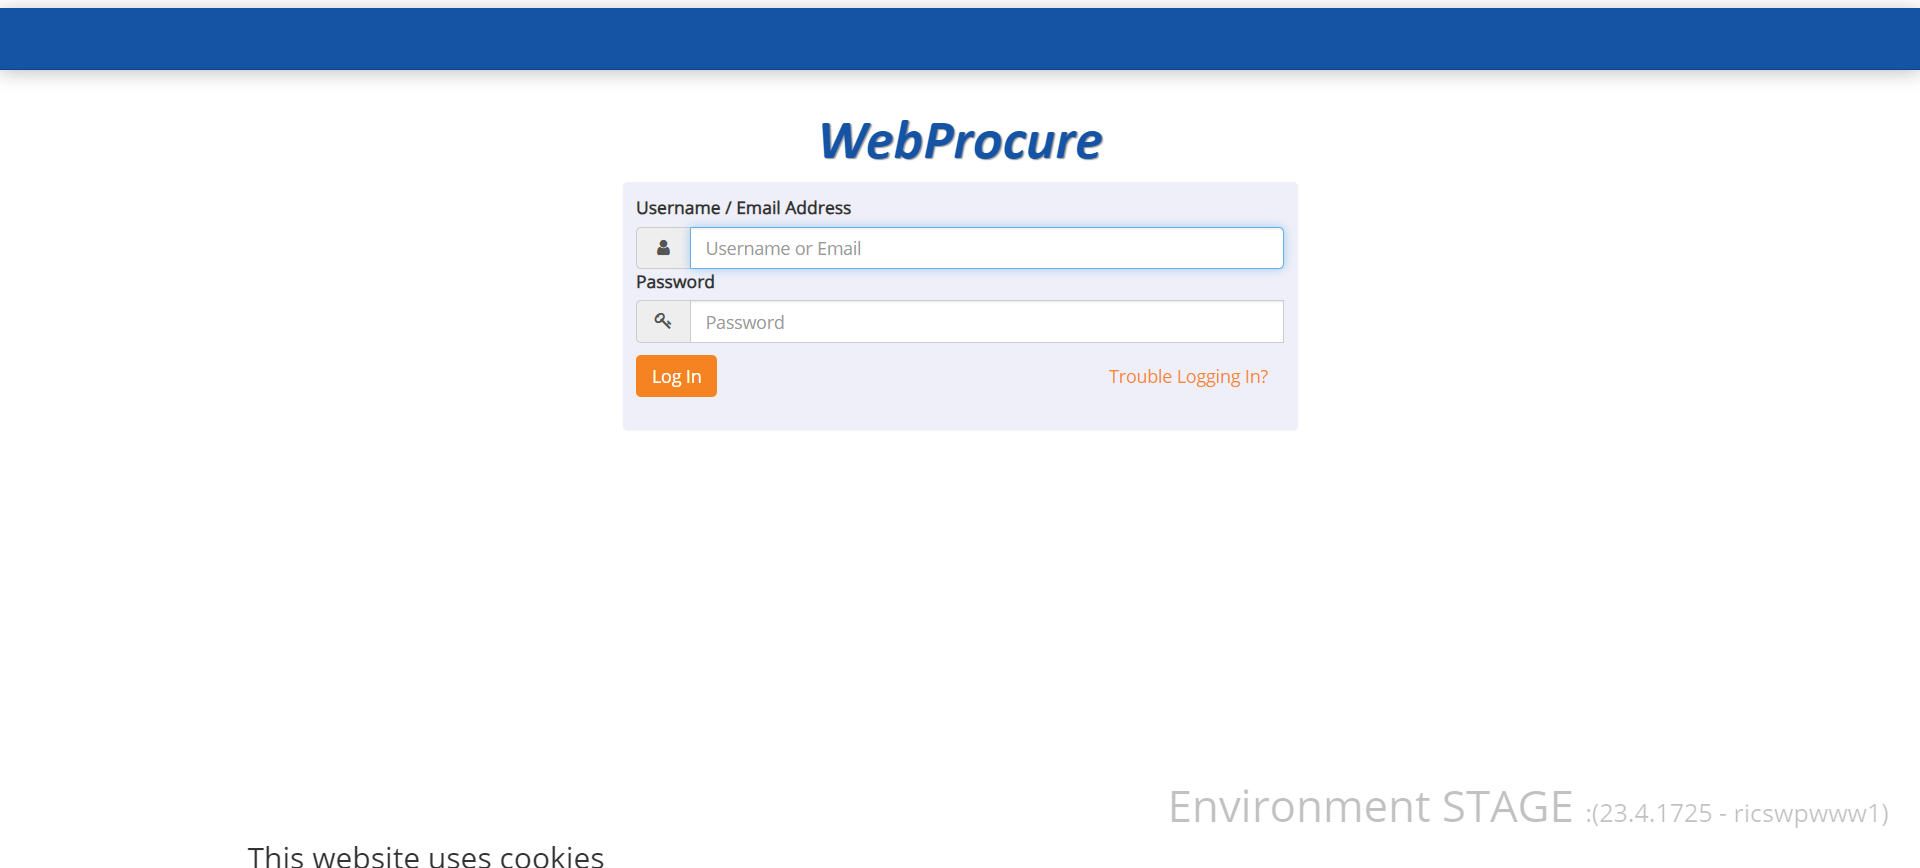 WebProcure
Username / Email Address
Username or Email
Password
Password
Log In
Trouble Logging In?
Environment STAGE :(23.4.1725 - ricswpwww1)
This website uses cookies